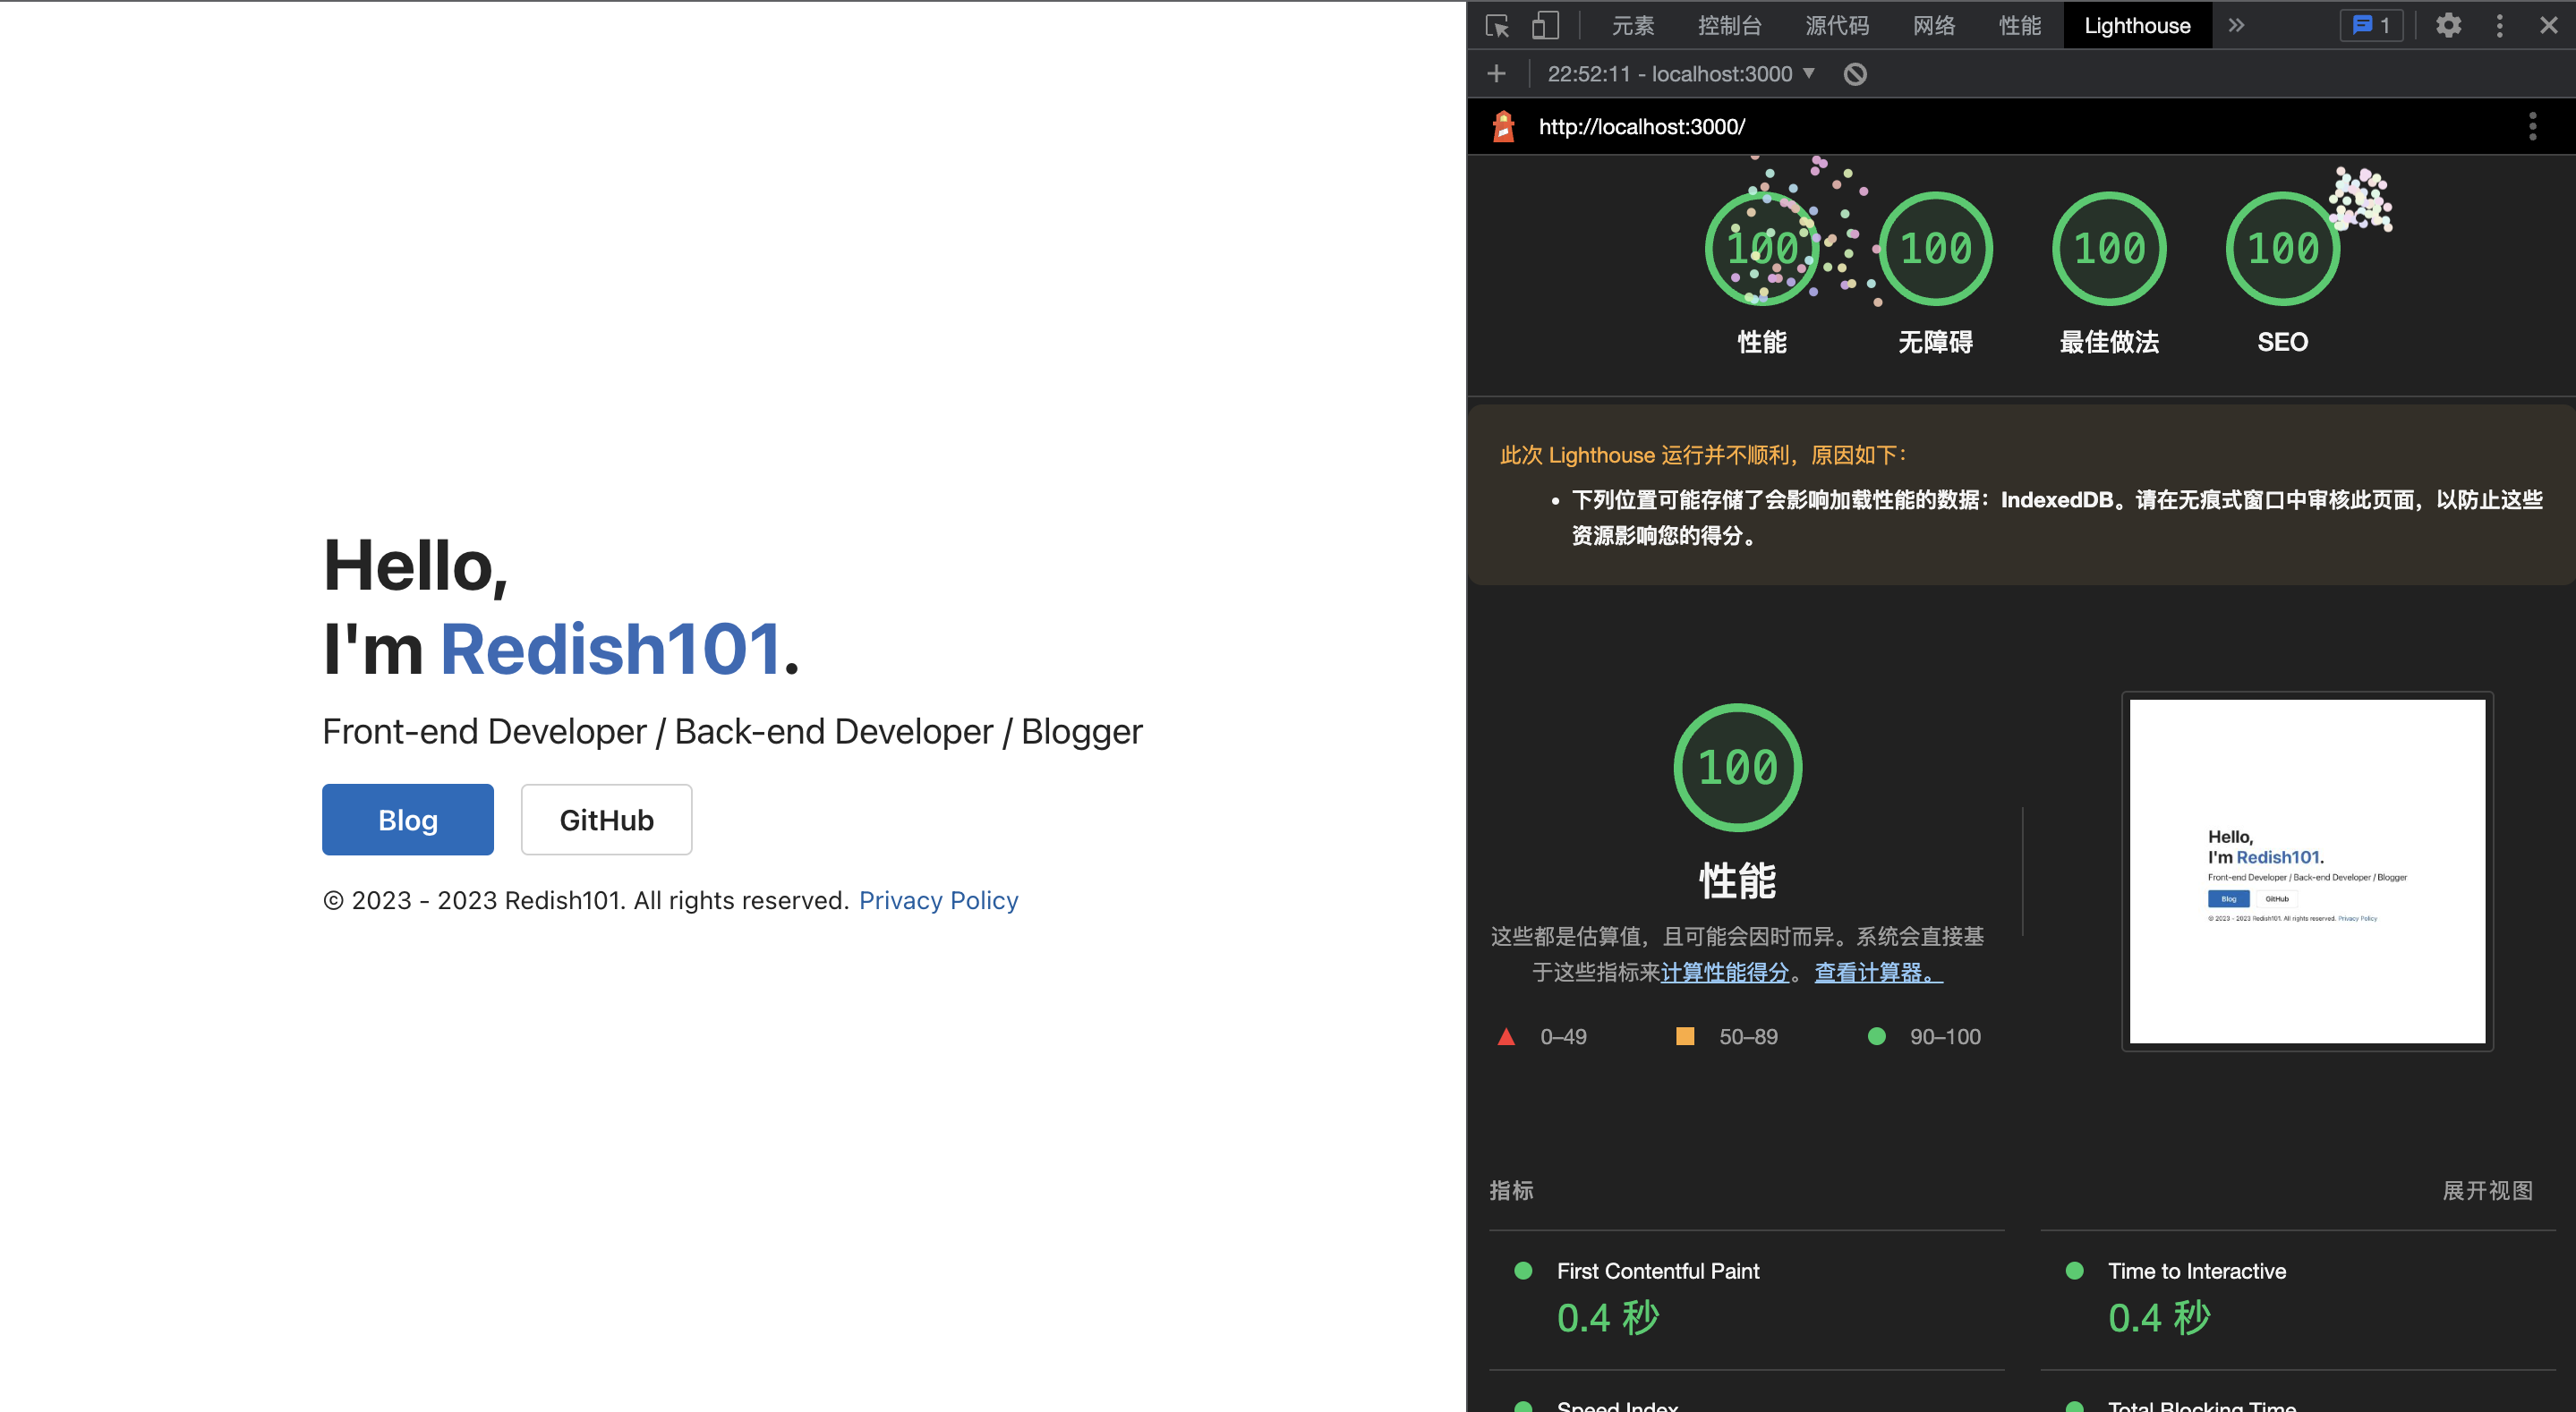 Hello,
I'm Redish101.
Front-end Developer / Back-end Developer / Blogger
Blog
GitHub
© 2023 - 2023 Redish101. All rights reserved. Privacy Policy
元素 控制台 源代码 网络 性能 Lighthouse » 1
22:52:11 - localhost:3000
http://localhost:3000/
100 100 100 100
性能 无障碍 最佳做法 SEO
此次 Lighthouse 运行并不顺利，原因如下：
下列位置可能存储了会影响加载性能的数据：IndexedDB。请在无痕式窗口中审核此页面，以防止这些
资源影响您的得分。
100
性能
这些都是估算值，且可能会因时而异。系统会直接基
于这些指标来计算性能得分。查看计算器。
0–49 50–89 90–100
Hello,
I'm Redish101.
Front-end Developer / Back-end Developer / Blogger
Blog GitHub
© 2023 - 2023 Redish101. All rights reserved. Privacy Policy
指标 展开视图
First Contentful Paint
0.4 秒
Time to Interactive
0.4 秒
Speed Index
Total Blocking Time